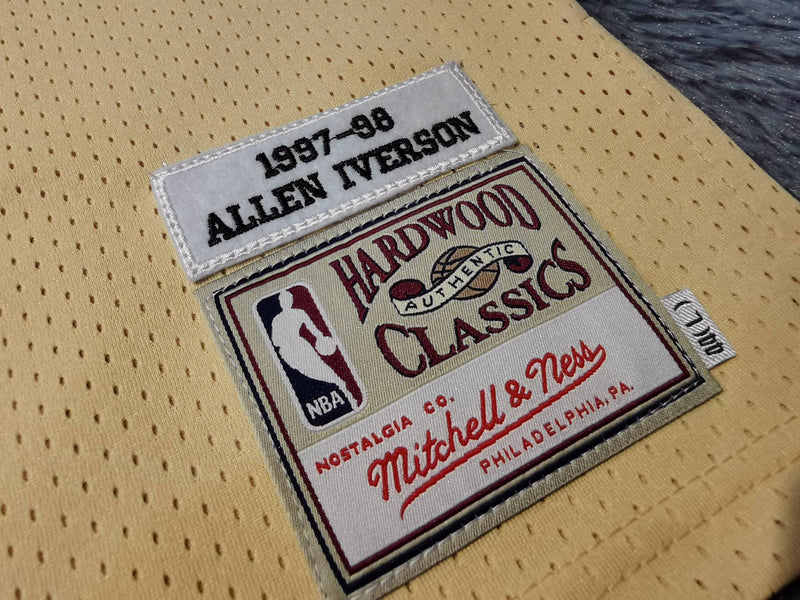 1997-98
ALLEN IVERSON
HARDWOOD
AUTHENTIC
CLASSICS
NBA
NOSTALGIA CO.
Mitchell & Ness
PHILADELPHIA, PA.